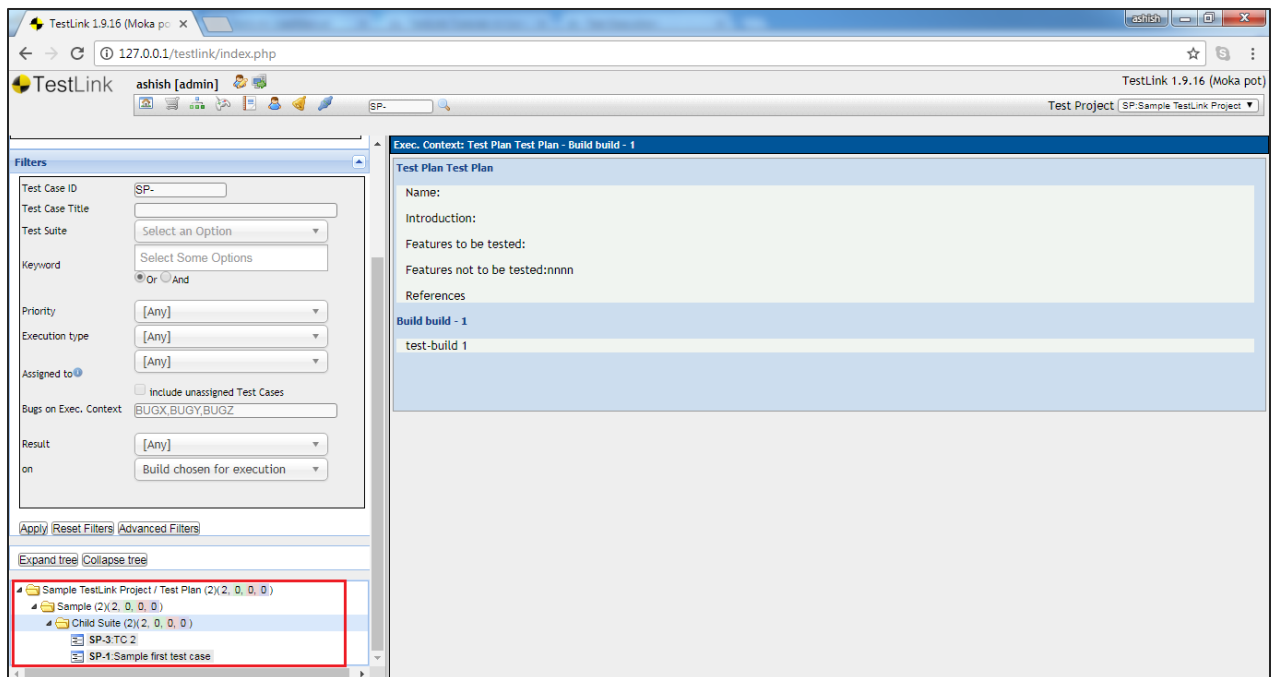 TestLink 1.9.16 (Moka po
ashish
127.0.0.1/testlink/index.php
TestLink ashish [admin] TestLink 1.9.16 (Moka pot)
SP- Test Project SP:Sample TestLink Project
Filters
Test Case ID SP-
Test Case Title
Test Suite Select an Option
Keyword Select Some Options
Or And
Priority [Any]
Execution type [Any]
[Any]
Assigned to
include unassigned Test Cases
Bugs on Exec. Context BUGX,BUGY,BUGZ
Result [Any]
on Build chosen for execution
Apply Reset Filters Advanced Filters
Expand tree Collapse tree
Sample TestLink Project / Test Plan (2)(2, 0, 0, 0 )
Sample (2)(2, 0, 0, 0 )
Child Suite (2)(2, 0, 0, 0 )
SP-3:TC 2
SP-1:Sample first test case
Exec. Context: Test Plan Test Plan - Build build - 1
Test Plan Test Plan
Name:
Introduction:
Features to be tested:
Features not to be tested:nnnn
References
Build build - 1
test-build 1